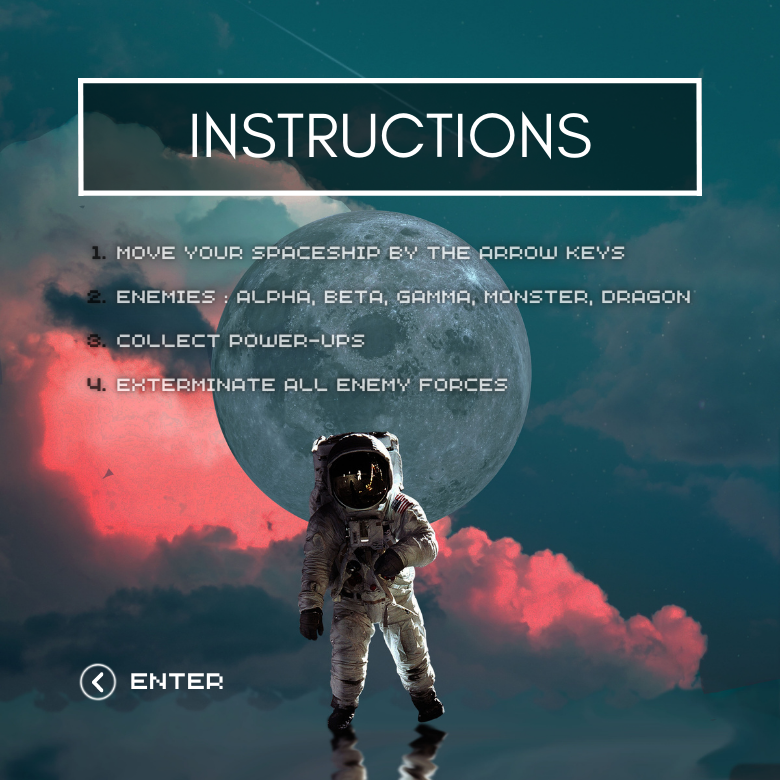 INSTRUCTIONS
1. MOVE YOUR SPACESHIP BY THE ARROW KEYS
2. ENEMIES : ALPHA, BETA, GAMMA, MONSTER, DRAGON
3. COLLECT POWER-UPS
4. EXTERMINATE ALL ENEMY FORCES
ENTER